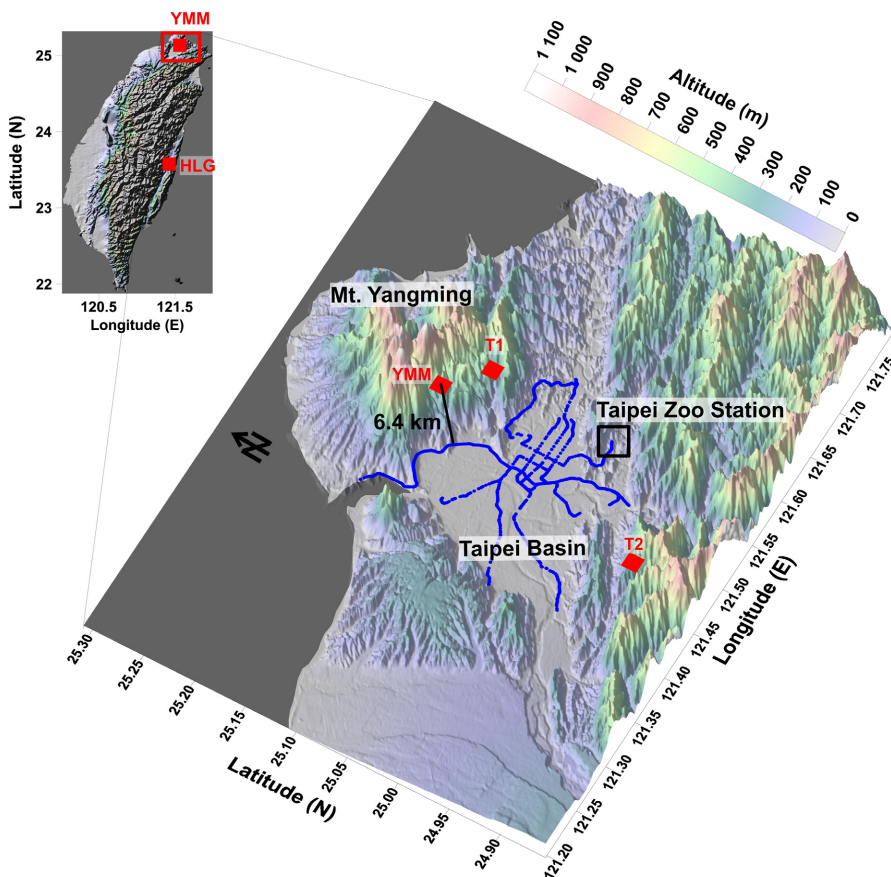 YMM
25
24
23
22
Latitude (N)
HLG
120.5
121.5
Longitude (E)
1 100
1 000
900
800
700
600
500
400
300
200
100
0
Altitude (m)
Mt. Yangming
T1
YMM
6.4 km
Taipei Zoo Station
N
Taipei Basin
T2
121.75
121.70
121.65
121.60
121.55
121.50
121.45
121.40
121.35
121.30
121.25
121.20
Longitude (E)
25.30
25.25
25.20
25.15
25.10
25.05
25.00
24.95
24.90
Latitude (N)